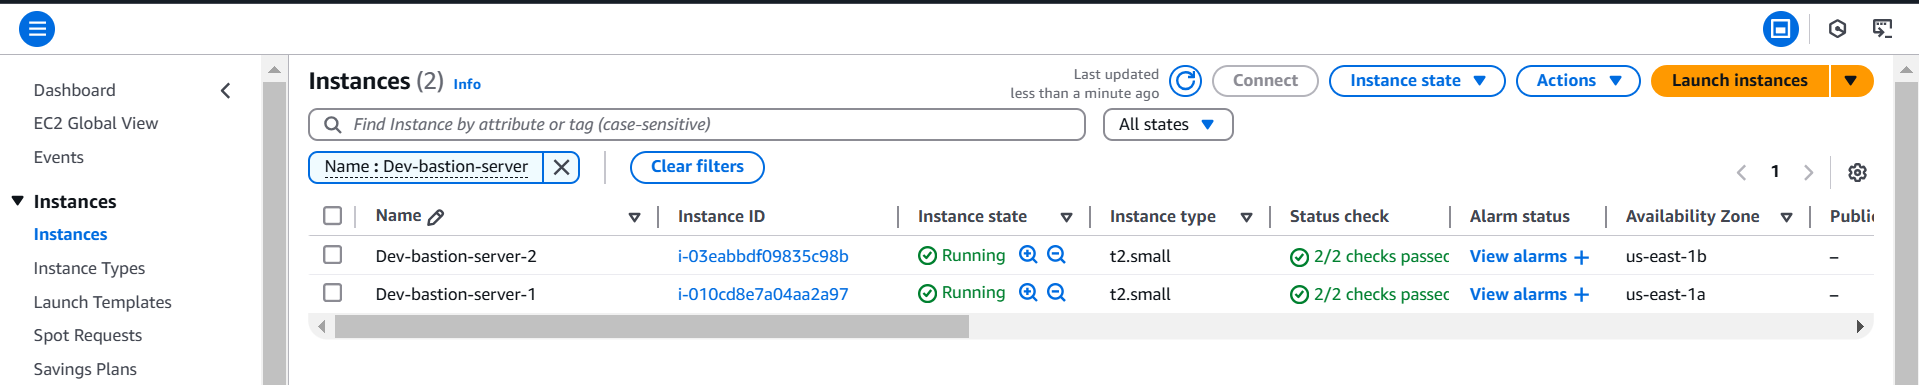 Dashboard
EC2 Global View
Events
Instances
Instances
Instance Types
Launch Templates
Spot Requests
Savings Plans
Instances (2) Info
Last updated
less than a minute ago
Connect
Instance state
Actions
Launch instances
Find Instance by attribute or tag (case-sensitive)
All states
Name : Dev-bastion-server
Clear filters
1
Name Instance ID Instance state Instance type Status check Alarm status Availability Zone Public
Dev-bastion-server-2 i-03eabbdf09835c98b Running t2.small 2/2 checks passed View alarms + us-east-1b –
Dev-bastion-server-1 i-010cd8e7a04aa2a97 Running t2.small 2/2 checks passed View alarms + us-east-1a –